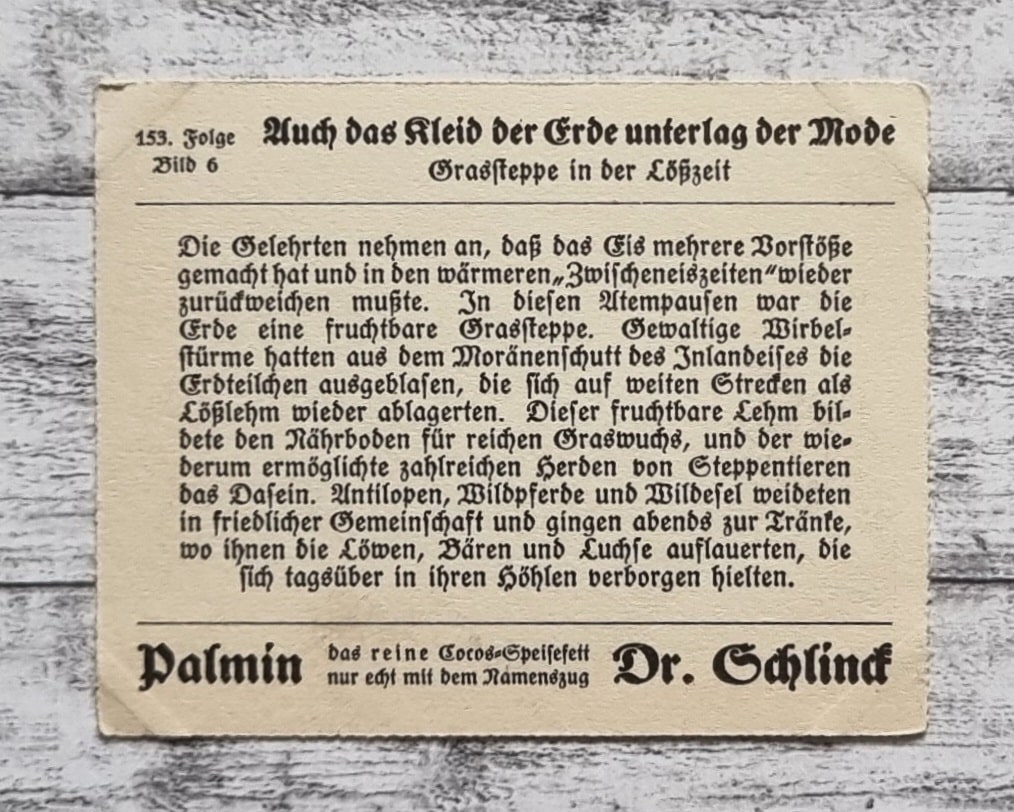 153. Folge
Bild 6
Auch das Kleid der Erde unterlag der Mode
Grassteppe in der Lößzeit
Die Gelehrten nehmen an, daß das Eis mehrere Vorstöße
gemacht hat und in den wärmeren „Zwischeneiszeiten“ wieder
zurückweichen mußte. In diesen Atempausen war die
Erde eine fruchtbare Grassteppe. Gewaltige Wirbel-
stürme hatten aus dem Moränenschutt des Inlandeises die
Erdteilchen ausgeblasen, die sich auf weiten Strecken als
Lößlehm wieder ablagerten. Dieser fruchtbare Lehm bil-
dete den Nährboden für reichen Graswuchs, und der wie-
derum ermöglichte zahlreichen Herden von Steppentieren
das Dasein. Antilopen, Wildpferde und Wildesel weideten
in friedlicher Gemeinschaft und gingen abends zur Tränke,
wo ihnen die Löwen, Bären und Luchse auflauerten, die
sich tagsüber in ihren Höhlen verborgen hielten.
Palmin das reine Cocos-Speisefett
nur echt mit dem Namenszug Dr. Schlinck